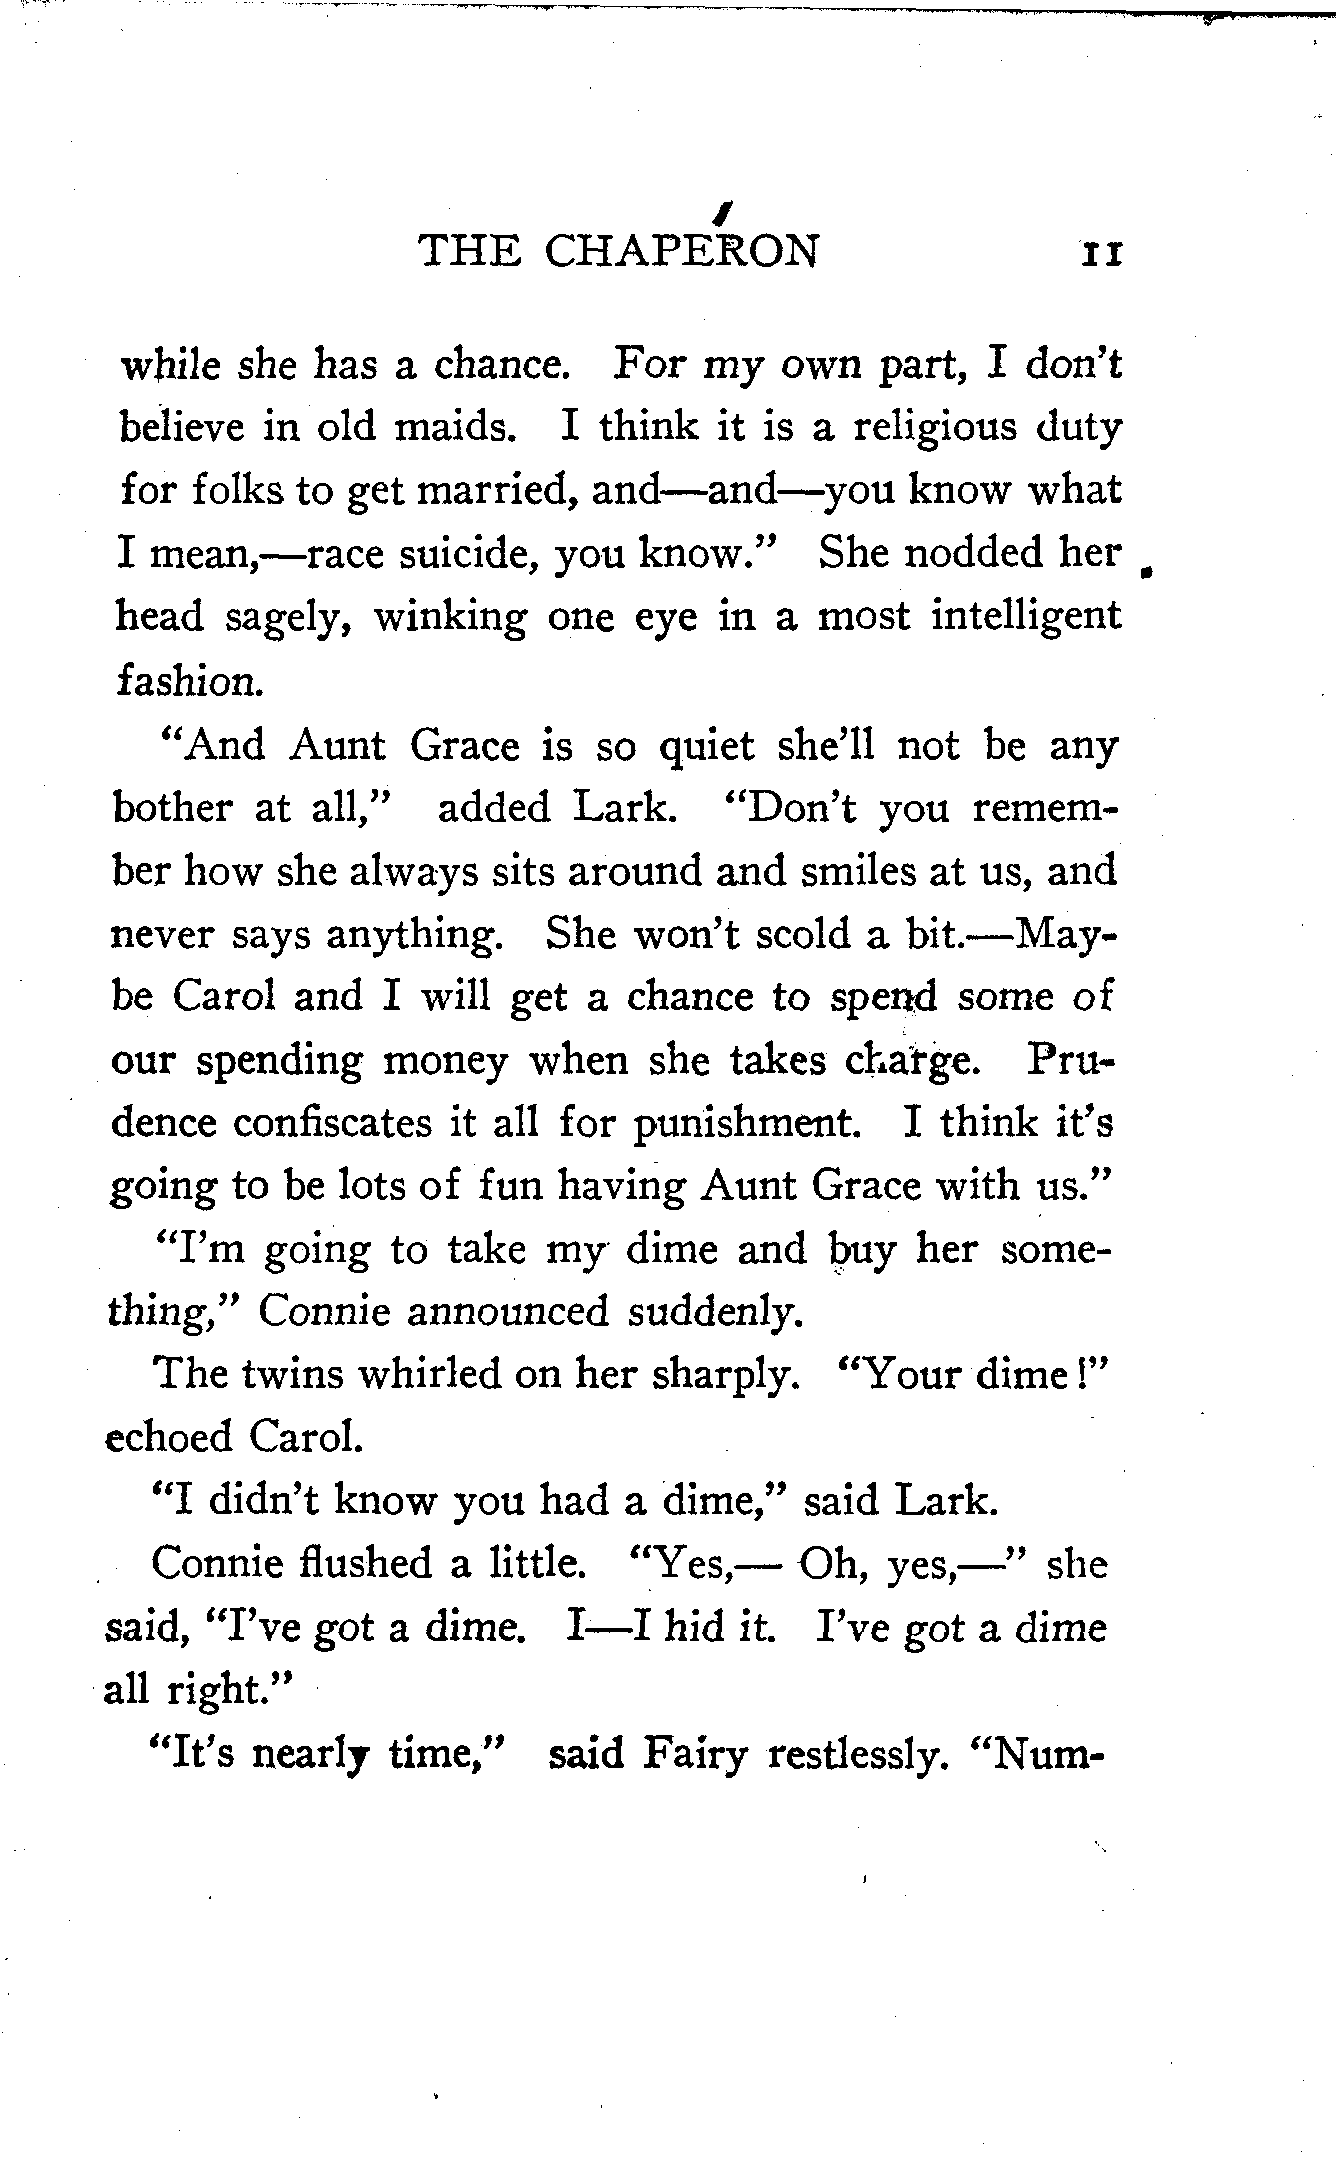 THE CHAPERON 11
while she has a chance. For my own part, I don't
believe in old maids. I think it is a religious duty
for folks to get married, and—and—you know what
I mean,—race suicide, you know." She nodded her
head sagely, winking one eye in a most intelligent
fashion.
"And Aunt Grace is so quiet she'll not be any
bother at all," added Lark. "Don't you remem-
ber how she always sits around and smiles at us, and
never says anything. She won't scold a bit.—May-
be Carol and I will get a chance to spend some of
our spending money when she takes charge. Pru-
dence confiscates it all for punishment. I think it's
going to be lots of fun having Aunt Grace with us."
"I'm going to take my dime and buy her some-
thing," Connie announced suddenly.
The twins whirled on her sharply. "Your dime!"
echoed Carol.
"I didn't know you had a dime," said Lark.
Connie flushed a little. "Yes,— Oh, yes,—" she
said, "I've got a dime. I—I hid it. I've got a dime
all right."
"It's nearly time," said Fairy restlessly. "Num-